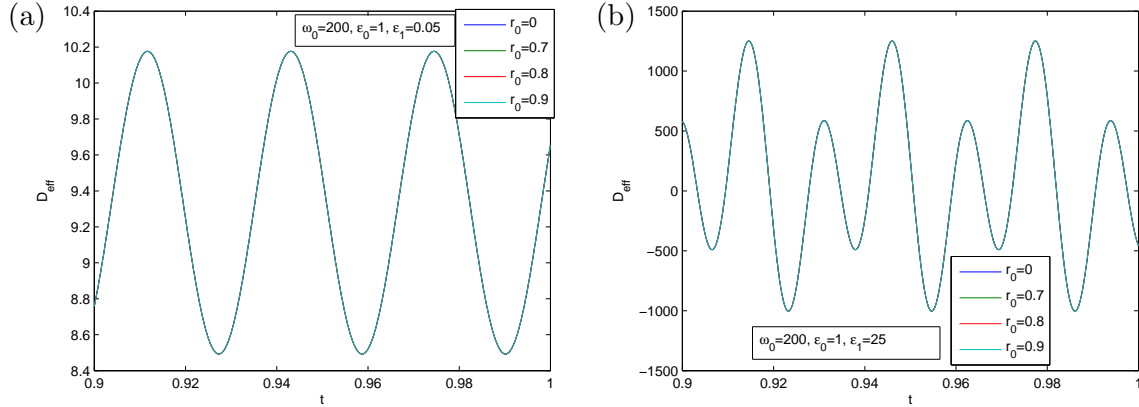 (a)
ω₀=200, ε₀=1, ε₁=0.05
r₀=0
r₀=0.7
r₀=0.8
r₀=0.9
10.4
10.2
10
9.8
9.6
9.4
9.2
9
8.8
8.6
8.4
D_eff
0.9
0.92
0.94
0.96
0.98
1
t
(b)
1500
1000
500
0
−500
−1000
−1500
D_eff
r₀=0
r₀=0.7
r₀=0.8
r₀=0.9
ω₀=200, ε₀=1, ε₁=25
0.9
0.92
0.94
0.96
0.98
1
t